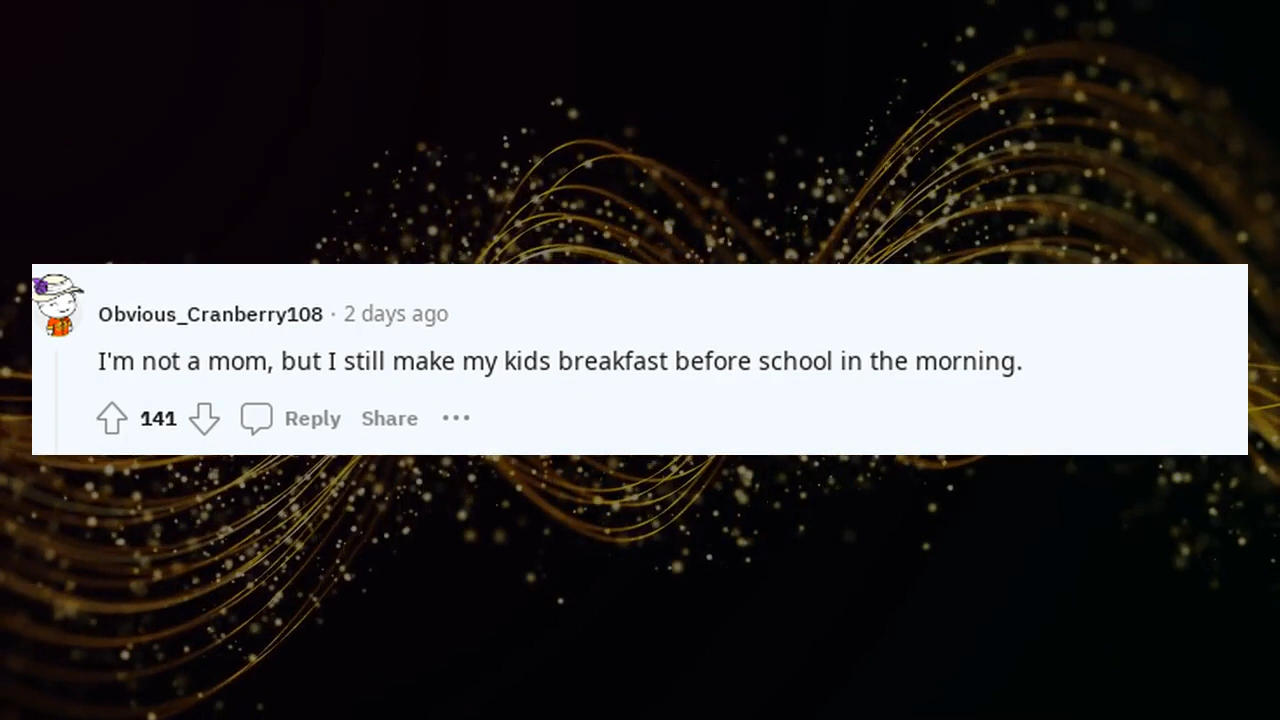 Obvious_Cranberry108 · 2 days ago
I'm not a mom, but I still make my kids breakfast before school in the morning.
141 Reply Share •••